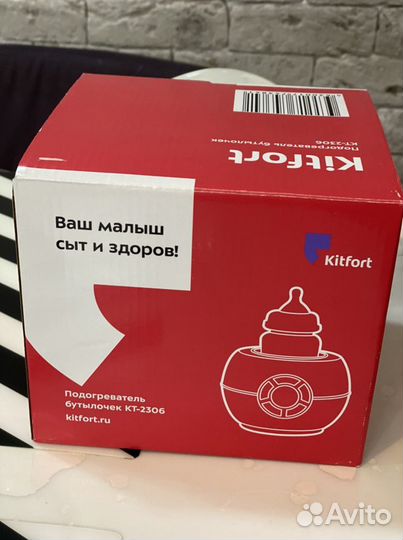 Kitfort
Подогреватель бутылочек
КТ-2306
Ваш малыш
сыт и здоров!
Kitfort
Подогреватель
бутылочек КТ-2306
kitfort.ru
Avito